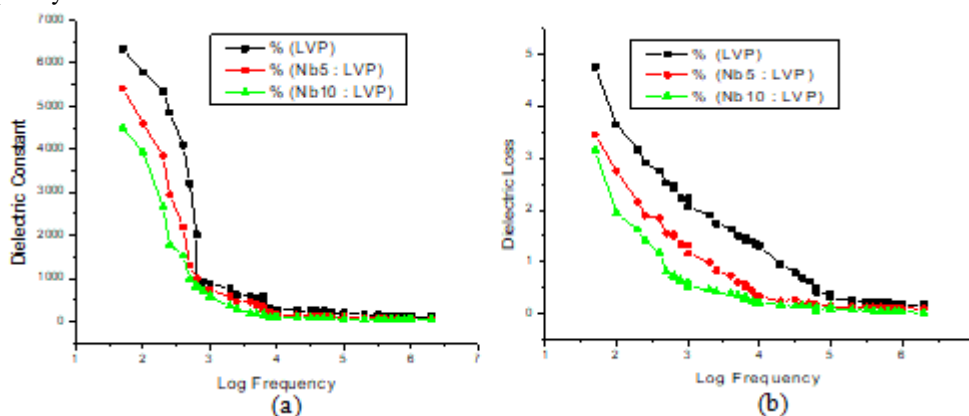 7000
6000
5000
4000
3000
2000
1000
0
Dielectric Constant
% (LVP)
% (Nb5 : LVP)
% (Nb10 : LVP)
1 2 3 4 5 6 7
Log Frequency
(a)
5
4
3
2
1
0
Dielectric Loss
% (LVP)
% (Nb5 : LVP)
% (Nb10 : LVP)
1 2 3 4 5 6
Log Frequency
(b)